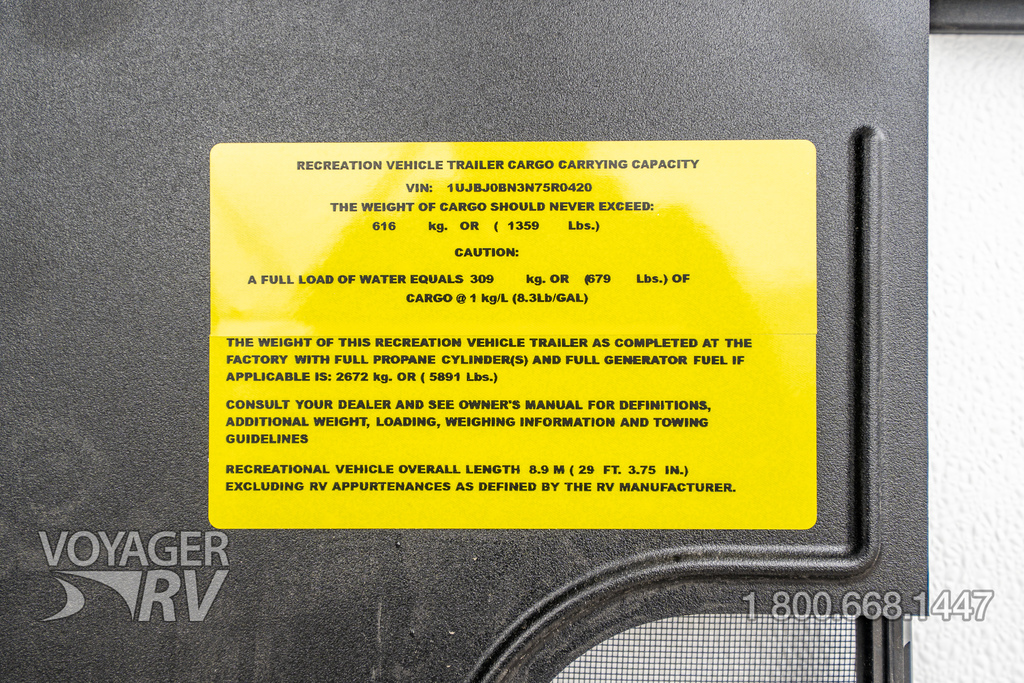 RECREATION VEHICLE TRAILER CARGO CARRYING CAPACITY
VIN: 1UJBJ0BN3N75R0420
THE WEIGHT OF CARGO SHOULD NEVER EXCEED:
616 kg. OR ( 1359 Lbs.)
CAUTION:
A FULL LOAD OF WATER EQUALS 309 kg. OR (679 Lbs.) OF
CARGO @ 1 kg/L (8.3Lb/GAL)
THE WEIGHT OF THIS RECREATION VEHICLE TRAILER AS COMPLETED AT THE
FACTORY WITH FULL PROPANE CYLINDER(S) AND FULL GENERATOR FUEL IF
APPLICABLE IS: 2672 kg. OR ( 5891 Lbs.)
CONSULT YOUR DEALER AND SEE OWNER'S MANUAL FOR DEFINITIONS,
ADDITIONAL WEIGHT, LOADING, WEIGHING INFORMATION AND TOWING
GUIDELINES
RECREATIONAL VEHICLE OVERALL LENGTH 8.9 M ( 29 FT. 3.75 IN.)
EXCLUDING RV APPURTENANCES AS DEFINED BY THE RV MANUFACTURER.
VOYAGER
RV
1 800.668.1447